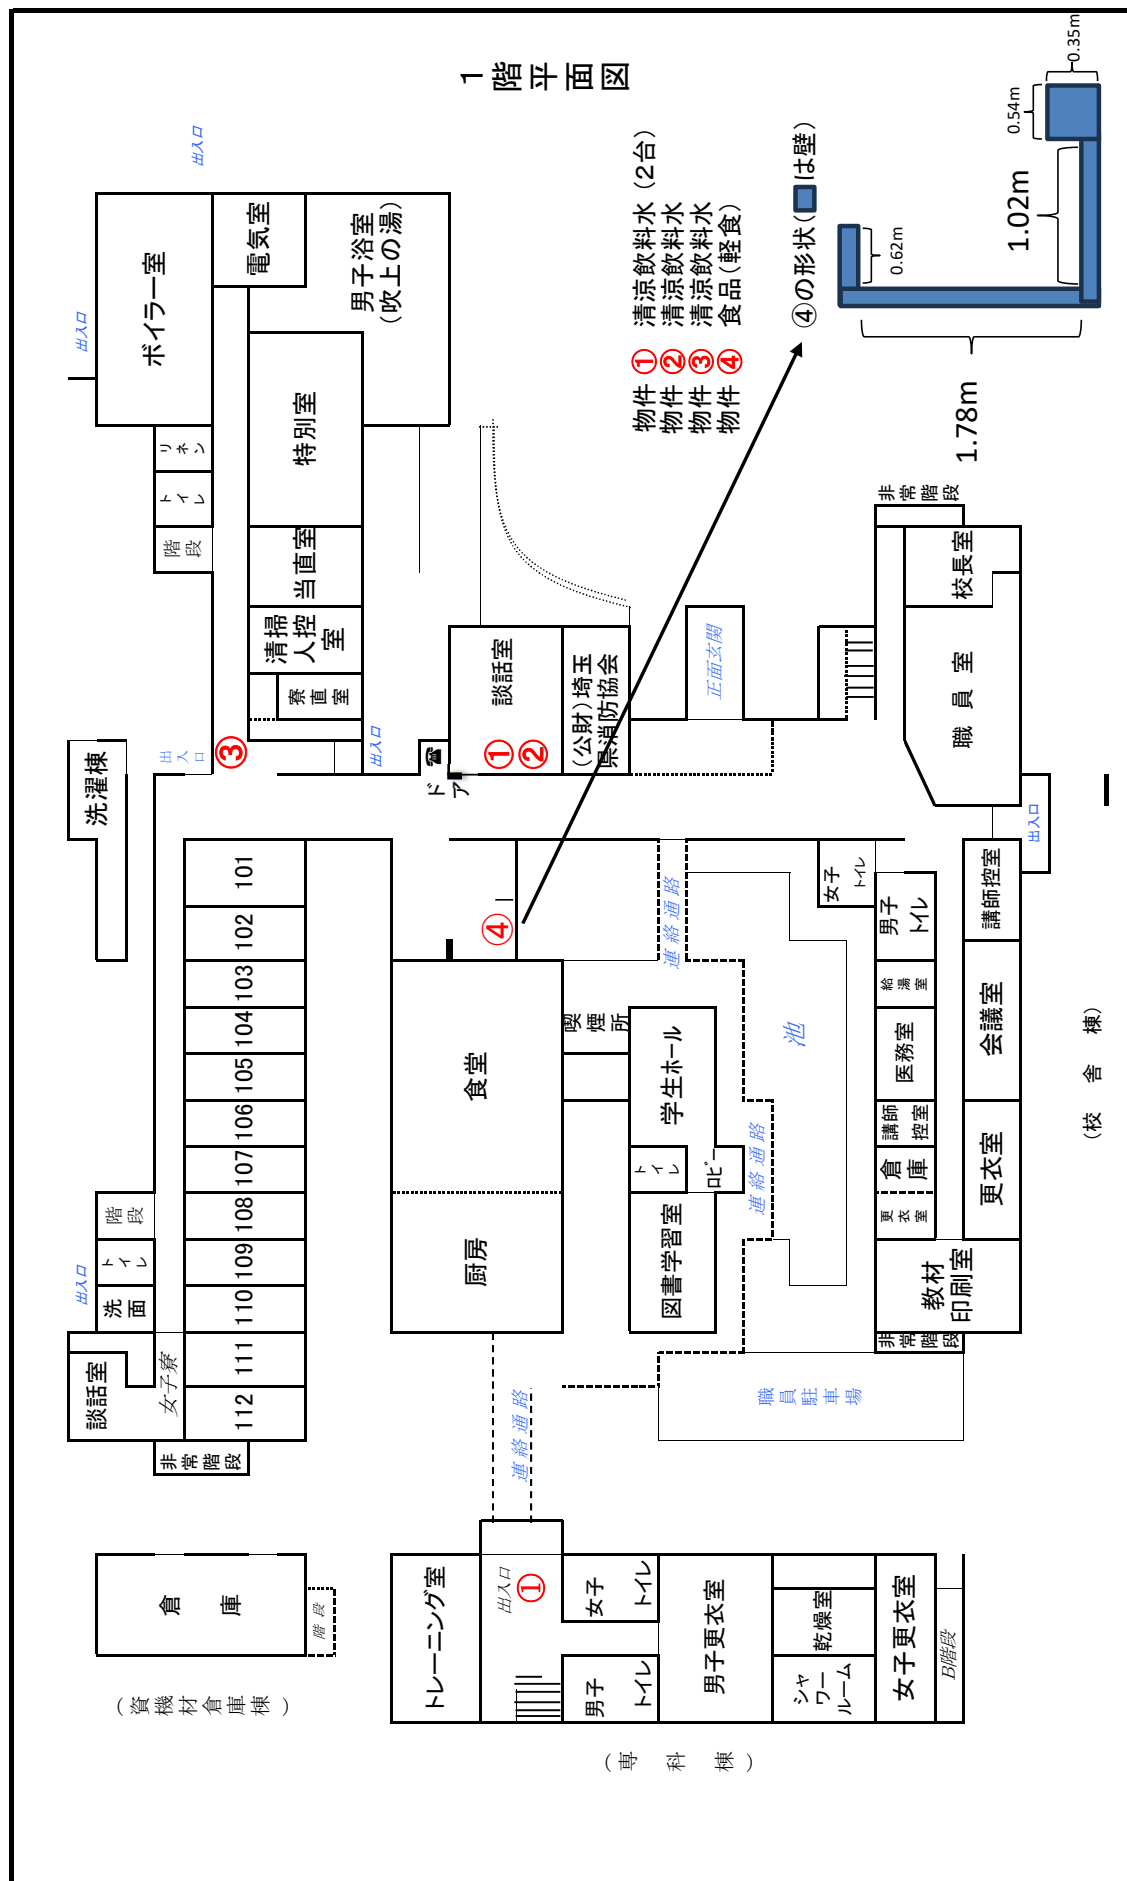 １階平面図
出入口
出入口
ボイラー室
電気室
男子浴室
(吹上の湯)
リネン
トイレ
階段
特別室
当直室
清掃
人控
室
寮直室
出入口
③
出入口
洗濯棟
ドア
談話室
①
②
(公財)埼玉
県消防協会
正面玄関
物件 ① 清涼飲料水 (2台)
物件 ② 清涼飲料水
物件 ③ 清涼飲料水
物件 ④ 食品(軽食)
④の形状( は壁)
0.35m
0.54m
1.02m
0.62m
1.78m
非常階段
校長室
職員室
出入口
101
102
103
104
105
106
107
108
109
110
111
112
階段
トイレ
洗面
出入口
談話室
女子寮
非常階段
④
食堂
厨房
喫煙所
学生ホール
トイレ
ロビー
図書学習室
連絡通路
連絡通路
連絡通路
池
女子
トイレ
男子
トイレ
給湯室
医務室
講師
控室
倉庫
更衣室
教材
印刷室
非常階段
講師控室
会議室
更衣室
(校舎棟)
職員駐車場
倉庫
階段
(資機材倉庫棟)
トレーニング室
出入口
①
女子
トイレ
男子
トイレ
男子更衣室
乾燥室
シャワールーム
女子更衣室
B階段
(専科棟)